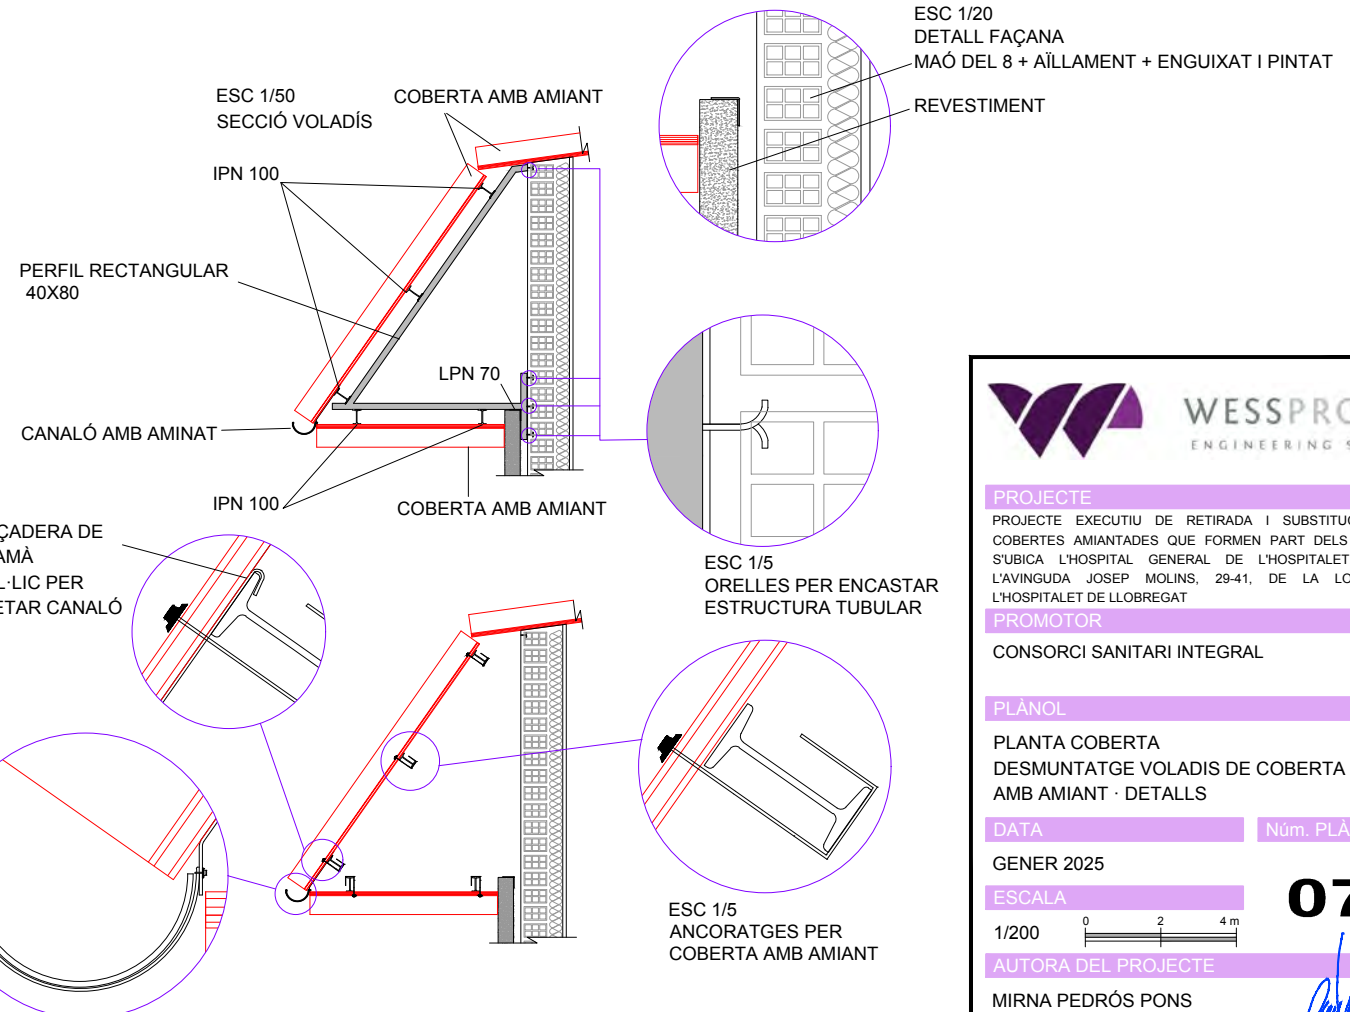 ESC 1/20
DETALL FAÇANA
MAÓ DEL 8 + AÏLLAMENT + ENGUIXAT I PINTAT
REVESTIMENT
ESC 1/50
SECCIÓ VOLADÍS
COBERTA AMB AMIANT
IPN 100
PERFIL RECTANGULAR
40X80
LPN 70
CANALÓ AMB AMINAT
IPN 100
COBERTA AMB AMIANT
ÇADERA DE
AMÀ
L·LIC PER
ETAR CANALÓ
ESC 1/5
ORELLES PER ENCASTAR
ESTRUCTURA TUBULAR
ESC 1/5
ANCORATGES PER
COBERTA AMB AMIANT
WESSPRO
ENGINEERING S
PROJECTE
PROJECTE EXECUTIU DE RETIRADA I SUBSTITUC
COBERTES AMIANTADES QUE FORMEN PART DELS
S'UBICA L'HOSPITAL GENERAL DE L'HOSPITALET
L'AVINGUDA JOSEP MOLINS, 29-41, DE LA LO
L'HOSPITALET DE LLOBREGAT
PROMOTOR
CONSORCI SANITARI INTEGRAL
PLÀNOL
PLANTA COBERTA
DESMUNTATGE VOLADIS DE COBERTA
AMB AMIANT · DETALLS
DATA
Núm. PLÀ
GENER 2025
07
ESCALA
1/200
0 2 4 m
AUTORA DEL PROJECTE
MIRNA PEDRÓS PONS